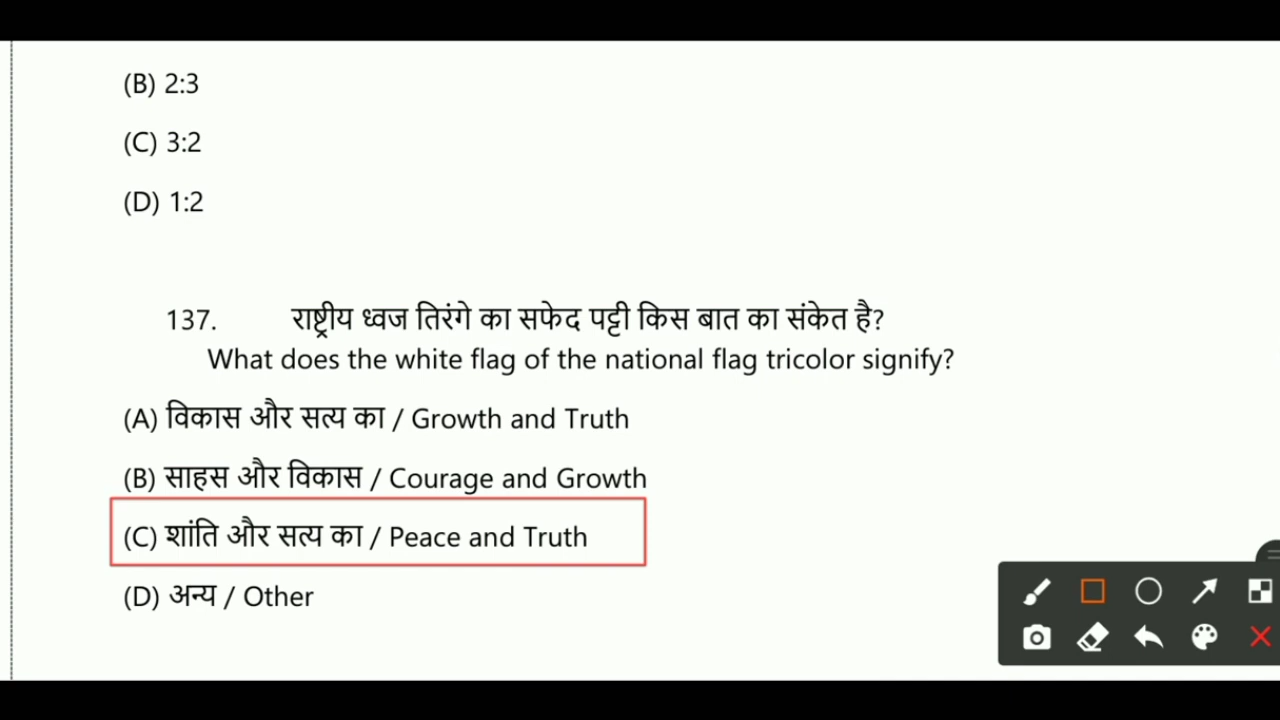 (B) 2:3
(C) 3:2
(D) 1:2
137. राष्ट्रीय ध्वज तिरंगे का सफेद पट्टी किस बात का संकेत है?
What does the white flag of the national flag tricolor signify?
(A) विकास और सत्य का / Growth and Truth
(B) साहस और विकास / Courage and Growth
(C) शांति और सत्य का / Peace and Truth
(D) अन्य / Other